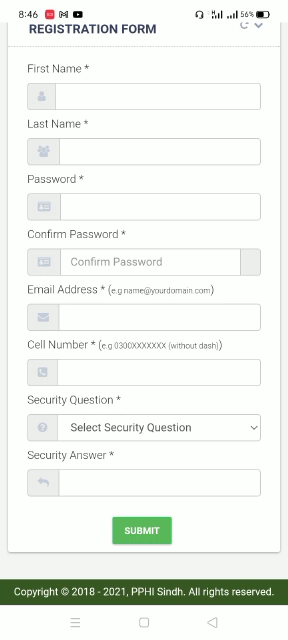 8:46
56%
REGISTRATION FORM
First Name *
Last Name *
Password *
Confirm Password *
Confirm Password
Email Address * (e.g name@yourdomain.com)
Cell Number * (e.g 0300XXXXXXX (without dash))
Security Question *
Select Security Question
Security Answer *
SUBMIT
Copyright © 2018 - 2021, PPHI Sindh. All rights reserved.